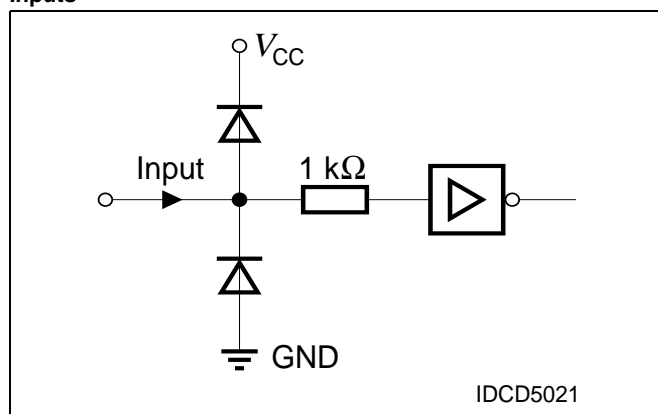 Inputs
VCC
Input
1 kΩ
GND
IDCD5021